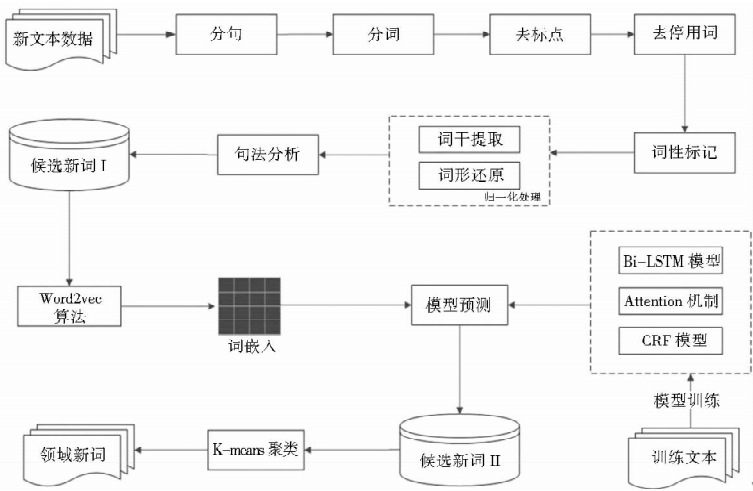 新文本数据
分句
分词
去标点
去停用词
词性标记
词干提取
词形还原
归一化处理
句法分析
候选新词 I
Word2vec
算法
词嵌入
模型预测
Bi-LSTM 模型
Attention 机制
CRF 模型
模型训练
训练文本
候选新词 II
K-means 聚类
领域新词